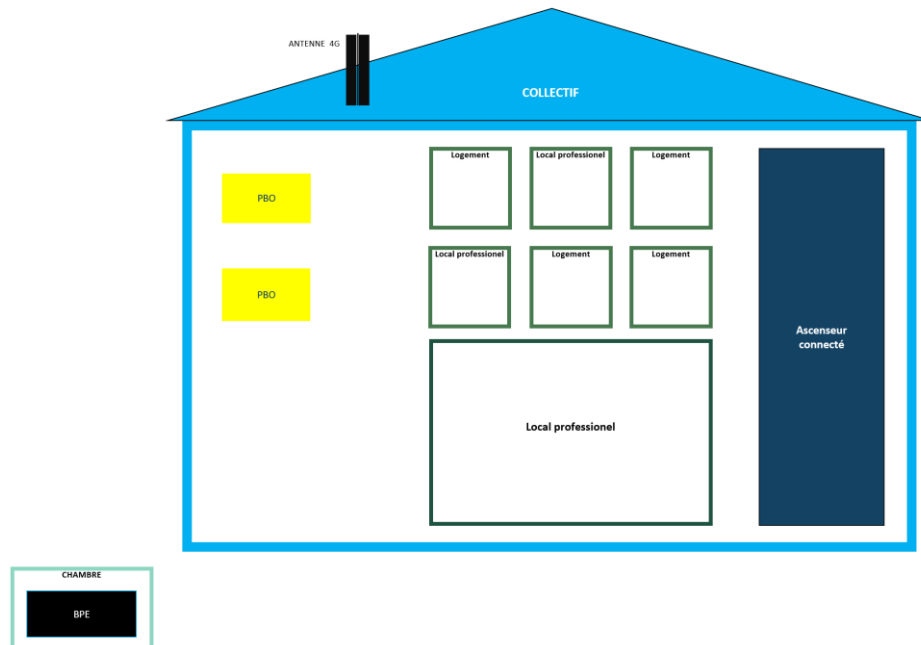 ANTENNE 4G
COLLECTIF
Logement
Local professionel
Logement
PBO
Local professionel
Logement
Logement
PBO
Ascenseur
connecté
Local professionel
CHAMBRE
BPE